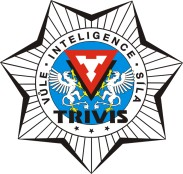 VŮLE · INTELIGENCE · SÍLA
TRIVIS